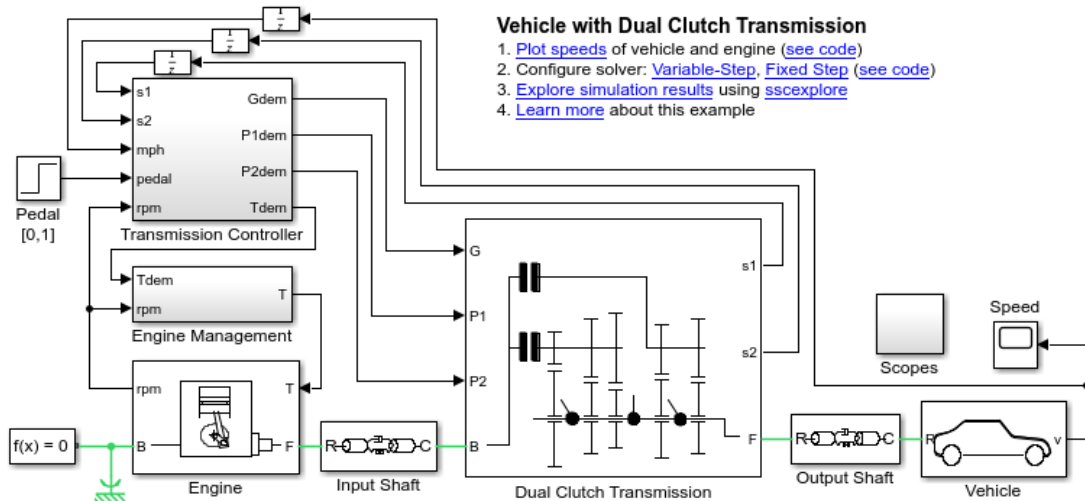 Vehicle with Dual Clutch Transmission
1. Plot speeds of vehicle and engine (see code)
2. Configure solver: Variable-Step, Fixed Step (see code)
3. Explore simulation results using sscexplore
4. Learn more about this example
1/z
1/z
1/z
s1
s2
mph
pedal
rpm
Gdem
P1dem
P2dem
Tdem
Transmission Controller
Pedal
[0,1]
Tdem
rpm
T
Engine Management
rpm
T
B
F
Engine
f(x) = 0
R
C
Input Shaft
G
P1
P2
B
s1
s2
F
Dual Clutch Transmission
Scopes
Speed
R
C
Output Shaft
R
v
Vehicle